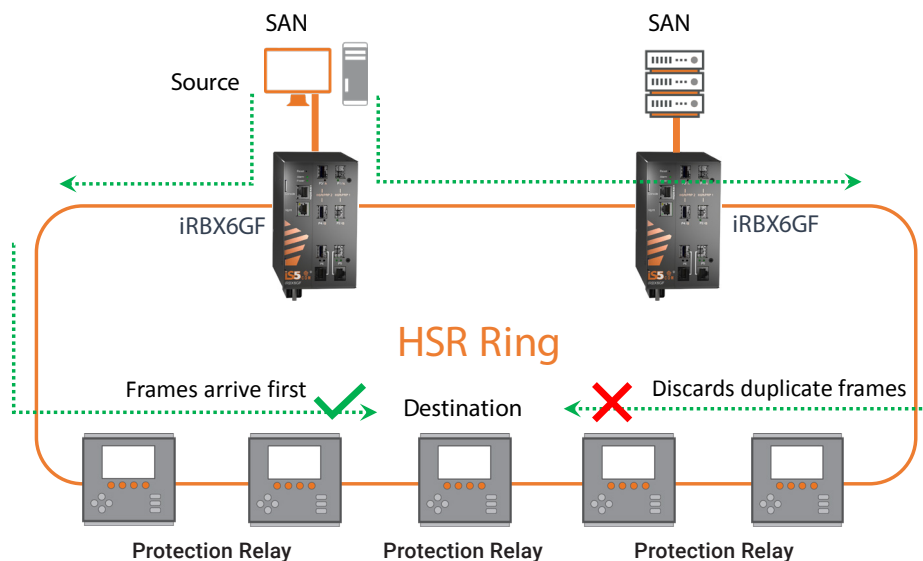 SAN
SAN
Source
iRBX6GF
iRBX6GF
iS5
HSR Ring
Frames arrive first
Destination
Discards duplicate frames
Protection Relay
Protection Relay
Protection Relay